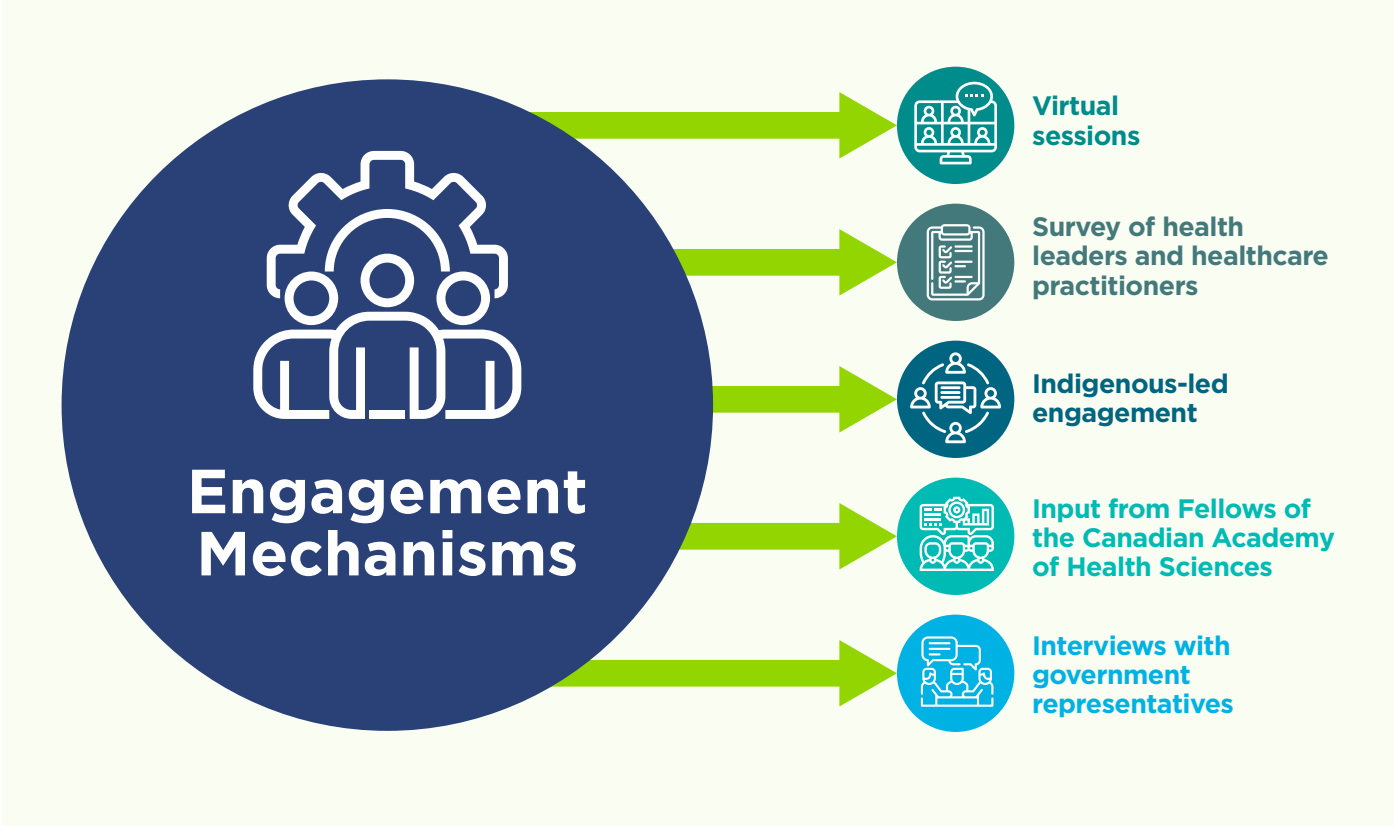 Engagement
Mechanisms
Virtual
sessions
Survey of health
leaders and healthcare
practitioners
Indigenous-led
engagement
Input from Fellows of
the Canadian Academy
of Health Sciences
Interviews with
government
representatives